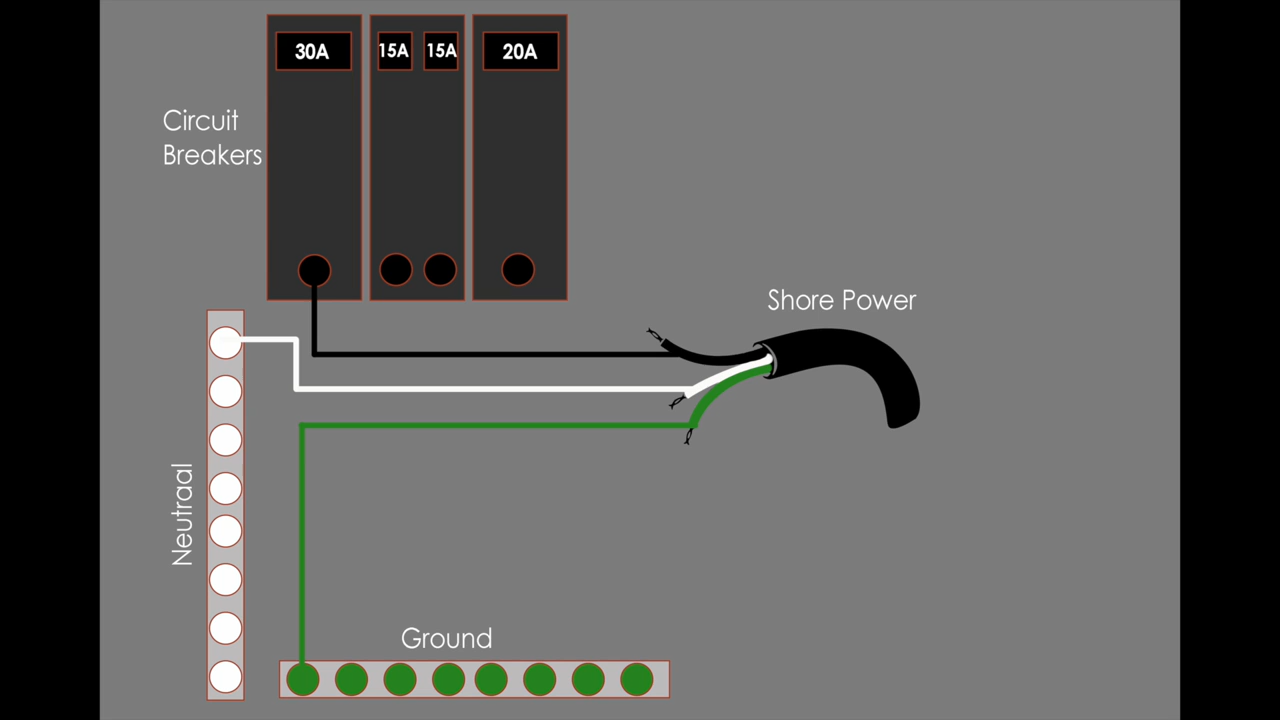 30A
15A
15A
20A
Circuit
Breakers
Shore Power
Neutraal
Ground